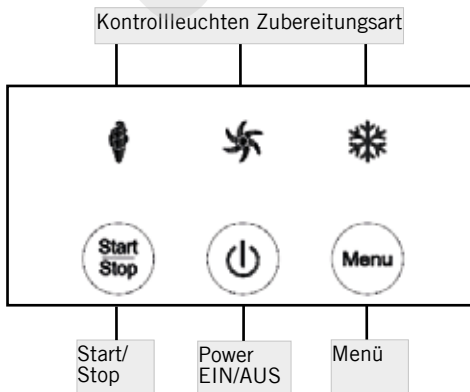 Kontrollleuchten Zubereitungsart
Start
Stop
Menu
Start/
Stop
Power
EIN/AUS
Menü